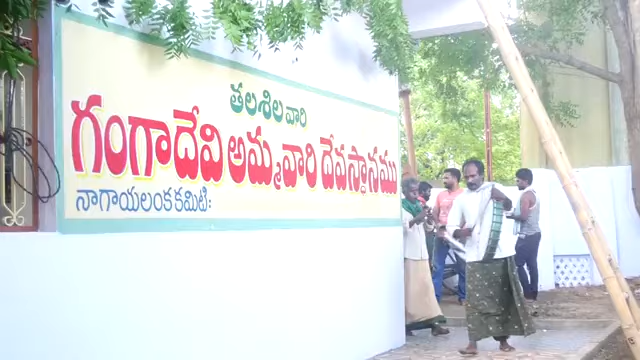 తలశిల వారి
గంగాదేవి అమ్మవారి దేవస్థానము
నాగాయలంక కమిటి: